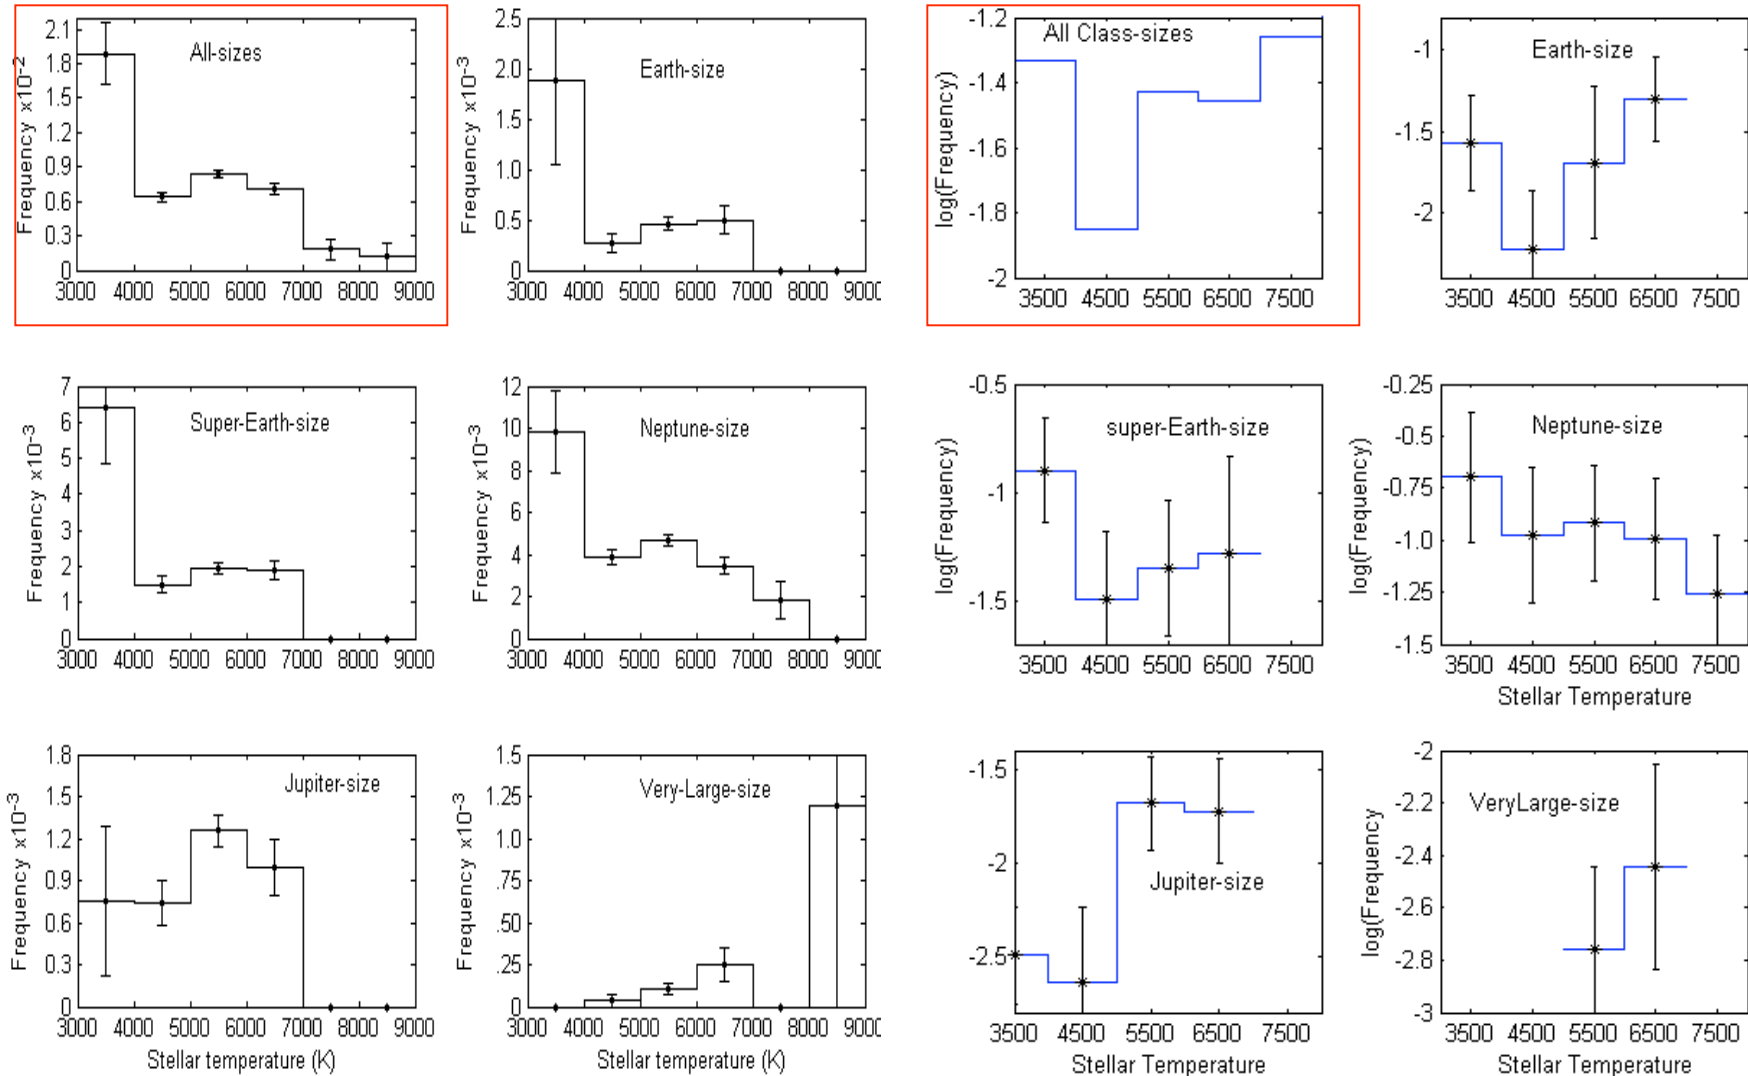 All-sizes
Frequency x10-2
2.1
1.8
1.5
1.2
0.9
0.6
0.3
0
3000 4000 5000 6000 7000 8000 9000
Earth-size
Frequency x10-3
2.5
2.0
1.5
1.0
0.5
0
3000 4000 5000 6000 7000 8000 9000
All Class-sizes
log(Frequency)
-1.2
-1.4
-1.6
-1.8
-2
3500 4500 5500 6500 7500
Earth-size
-1
-1.5
-2
3500 4500 5500 6500 7500
Super-Earth-size
Frequency x10-3
7
6
5
4
3
2
1
0
3000 4000 5000 6000 7000 8000 9000
Neptune-size
Frequency x10-3
12
10
8
6
4
2
0
3000 4000 5000 6000 7000 8000 9000
super-Earth-size
log(Frequency)
-0.5
-1
-1.5
3500 4500 5500 6500 7500
Neptune-size
log(Frequency)
-0.25
-0.5
-0.75
-1.0
-1.25
-1.5
3500 4500 5500 6500 7500
Stellar Temperature
Jupiter-size
Frequency x10-3
1.8
1.5
1.2
0.9
0.6
0.3
0
3000 4000 5000 6000 7000 8000 9000
Stellar temperature (K)
Very-Large-size
Frequency x10-3
1.5
1.25
1.0
.75
.50
.25
0
3000 4000 5000 6000 7000 8000 9000
Stellar temperature (K)
Jupiter-size
log(Frequency)
-1.5
-2
-2.5
3500 4500 5500 6500 7500
Stellar Temperature
VeryLarge-size
log(Frequency
-2
-2.2
-2.4
-2.6
-2.8
-3
3500 4500 5500 6500 7500
Stellar Temperature